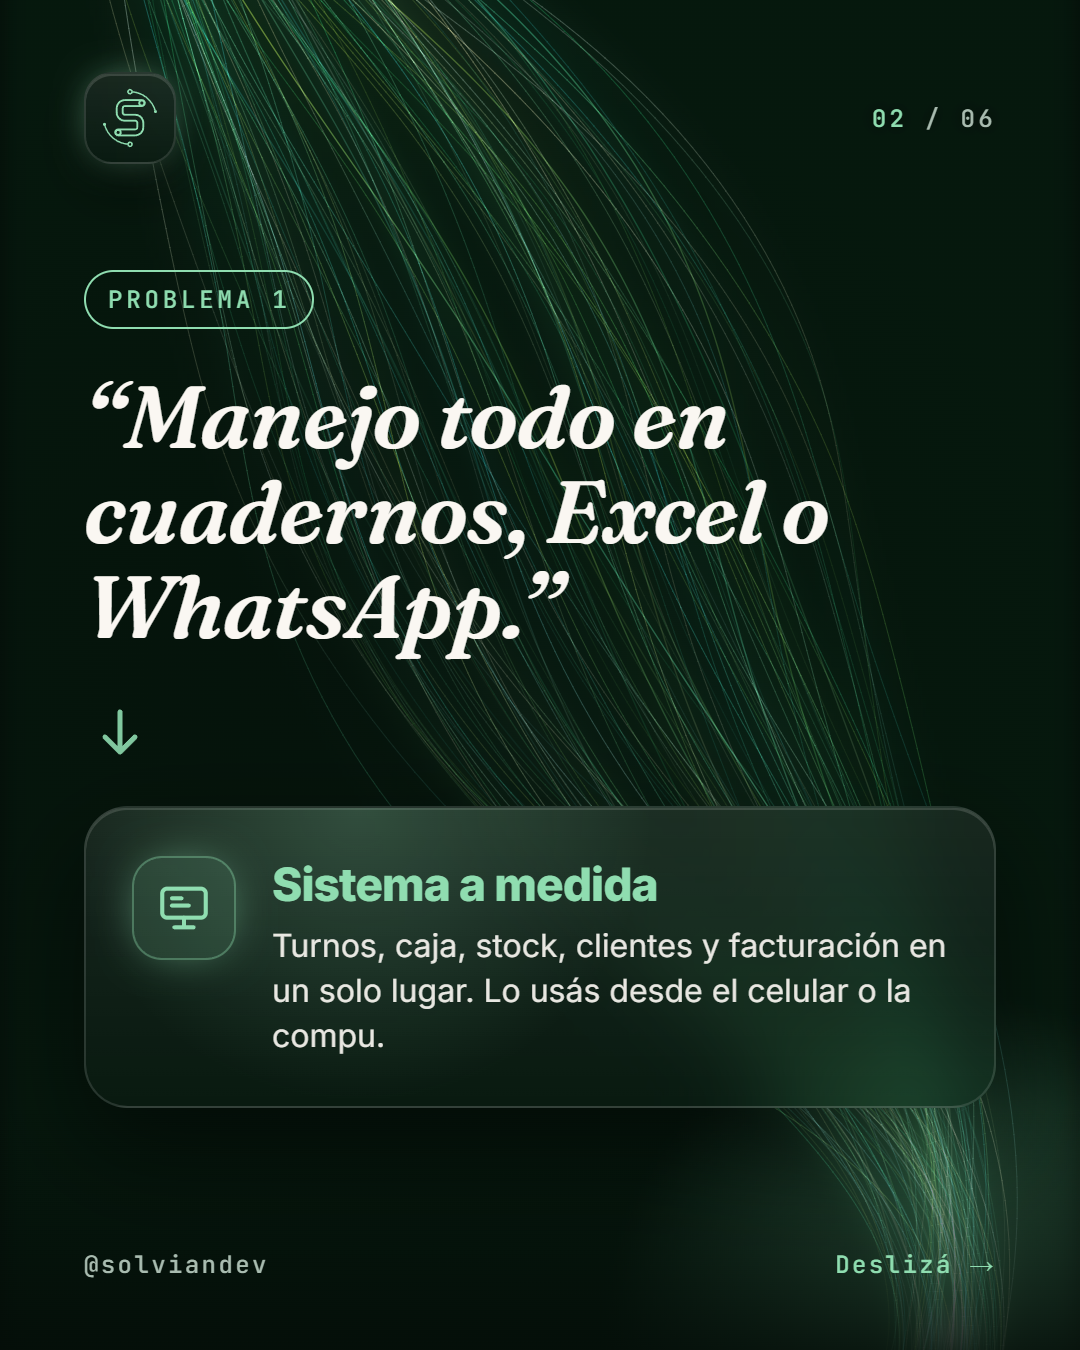 02 / 06
PROBLEMA 1
“Manejo todo en
cuadernos, Excel o
WhatsApp.”
↓
Sistema a medida
Turnos, caja, stock, clientes y facturación en
un solo lugar. Lo usás desde el celular o la
compu.
@solviandev
Deslizá →